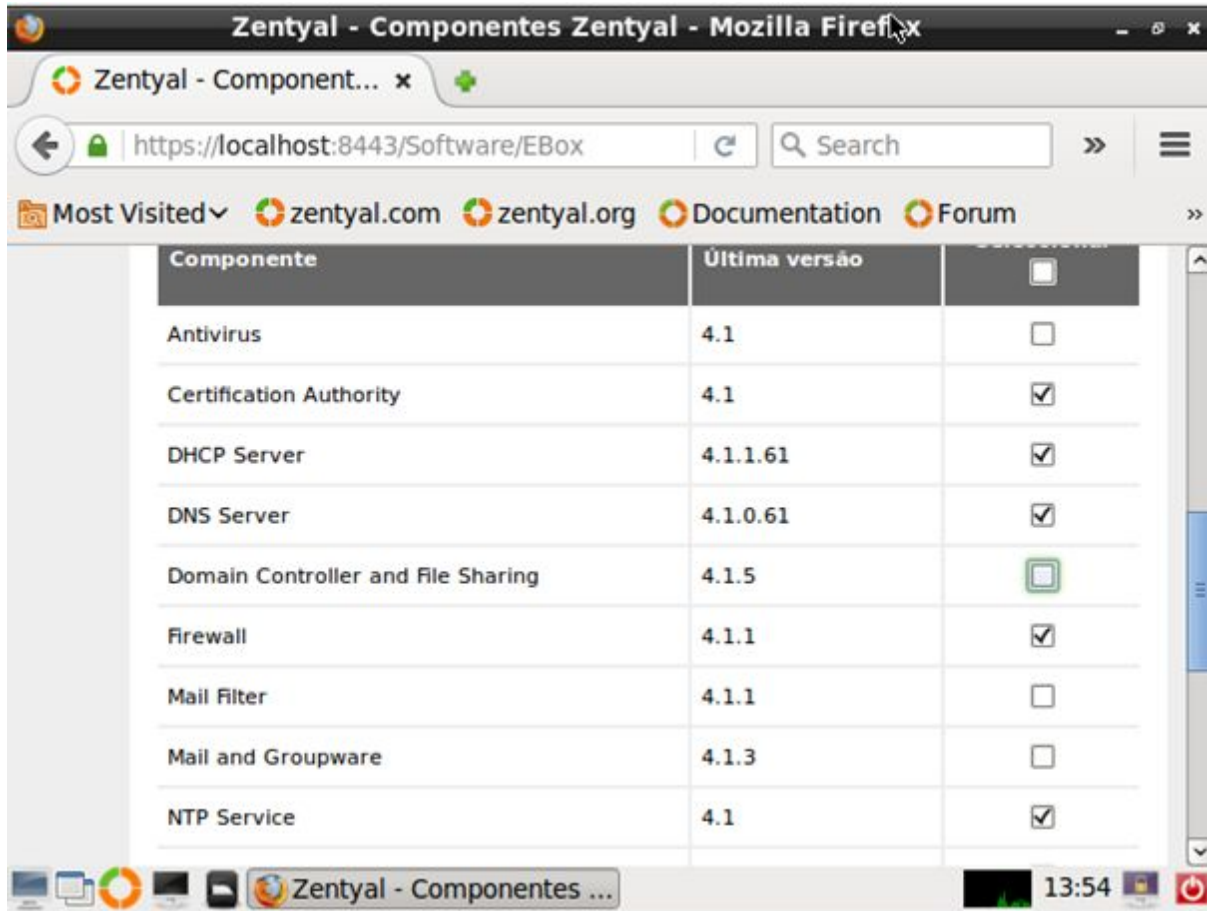 Zentyal - Componentes Zentyal - Mozilla Firefox
Zentyal - Component...
https://localhost:8443/Software/EBox
Search
Most Visited
zentyal.com
zentyal.org
Documentation
Forum
Componente Última versão
Antivirus 4.1
Certification Authority 4.1
DHCP Server 4.1.1.61
DNS Server 4.1.0.61
Domain Controller and File Sharing 4.1.5
Firewall 4.1.1
Mail Filter 4.1.1
Mail and Groupware 4.1.3
NTP Service 4.1
Zentyal - Componentes ...
13:54